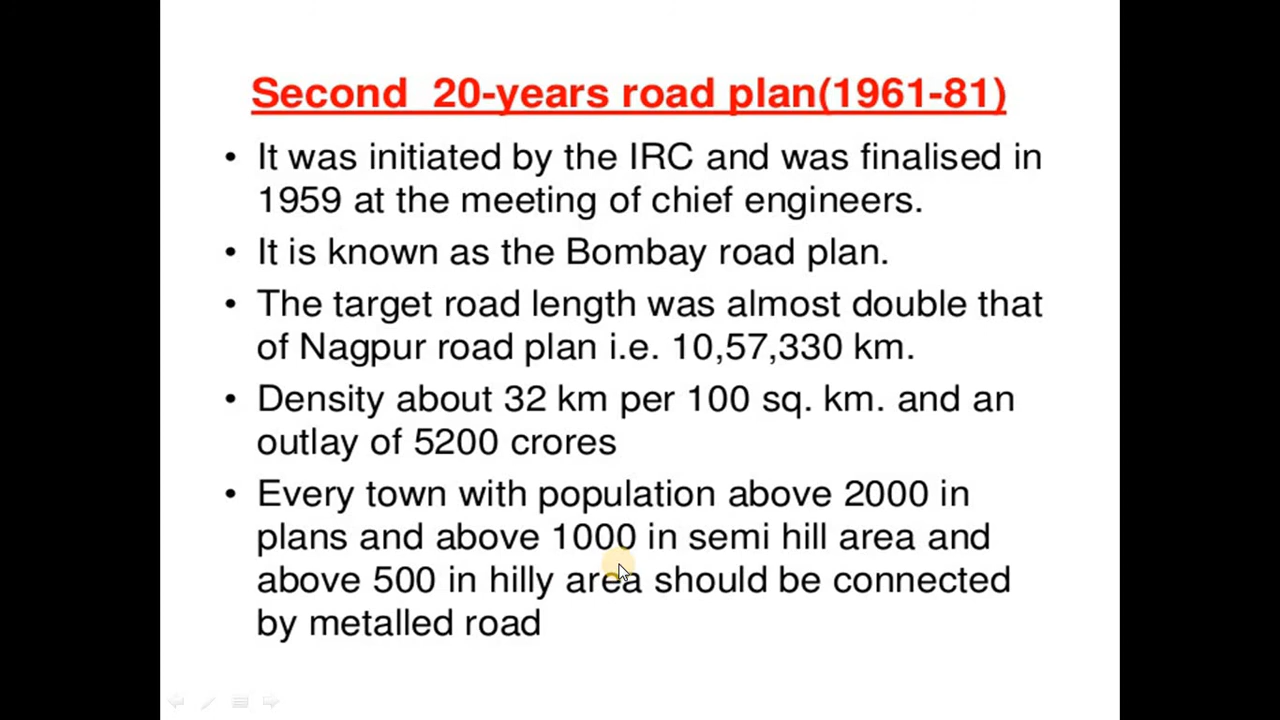 Second 20-years road plan(1961-81)
• It was initiated by the IRC and was finalised in
1959 at the meeting of chief engineers.
• It is known as the Bombay road plan.
• The target road length was almost double that
of Nagpur road plan i.e. 10,57,330 km.
• Density about 32 km per 100 sq. km. and an
outlay of 5200 crores
• Every town with population above 2000 in
plans and above 1000 in semi hill area and
above 500 in hilly area should be connected
by metalled road